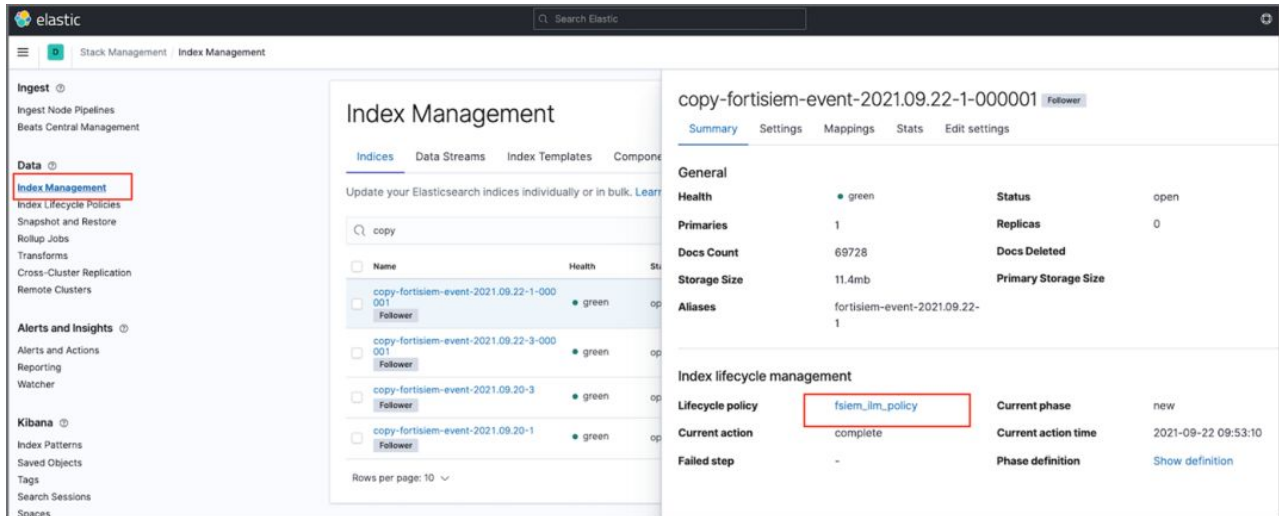 elastic
Search Elastic
D Stack Management / Index Management
Ingest
Ingest Node Pipelines
Beats Central Management
Data
Index Management
Index Lifecycle Policies
Snapshot and Restore
Rollup Jobs
Transforms
Cross-Cluster Replication
Remote Clusters
Alerts and Insights
Alerts and Actions
Reporting
Watcher
Kibana
Index Patterns
Saved Objects
Tags
Search Sessions
Spaces
Index Management
Indices Data Streams Index Templates Compone
Update your Elasticsearch indices individually or in bulk. Lear
copy
Name Health Sta
copy-fortisiem-event-2021.09.22-1-000
001
green op
Follower
copy-fortisiem-event-2021.09.22-3-000
001
green op
Follower
copy-fortisiem-event-2021.09.20-3
green op
Follower
copy-fortisiem-event-2021.09.20-1
green op
Follower
Rows per page: 10
copy-fortisiem-event-2021.09.22-1-000001 Follower
Summary Settings Mappings Stats Edit settings
General
Health green Status open
Primaries 1 Replicas 0
Docs Count 69728 Docs Deleted
Storage Size 11.4mb Primary Storage Size
Aliases fortisiem-event-2021.09.22-
1
Index lifecycle management
Lifecycle policy fsiem_ilm_policy Current phase new
Current action complete Current action time 2021-09-22 09:53:10
Failed step - Phase definition Show definition